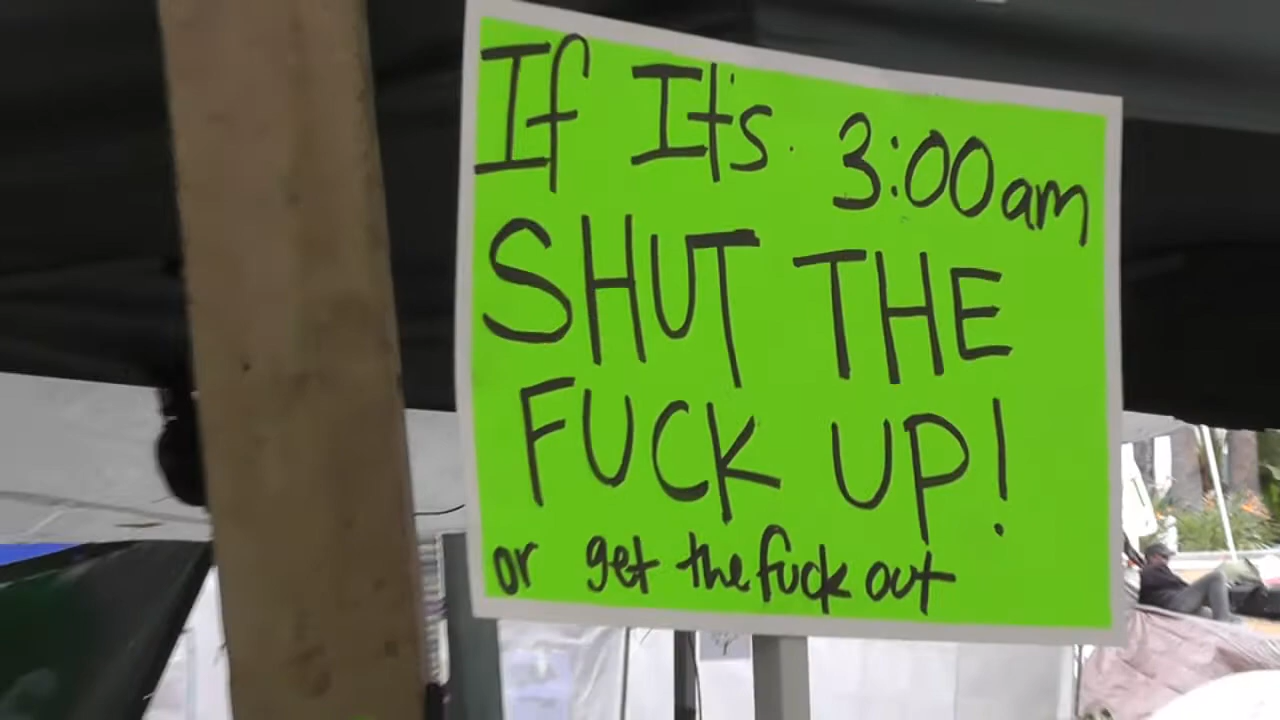 If It's 3:00am
SHUT THE
FUCK UP!
or get the fuck out